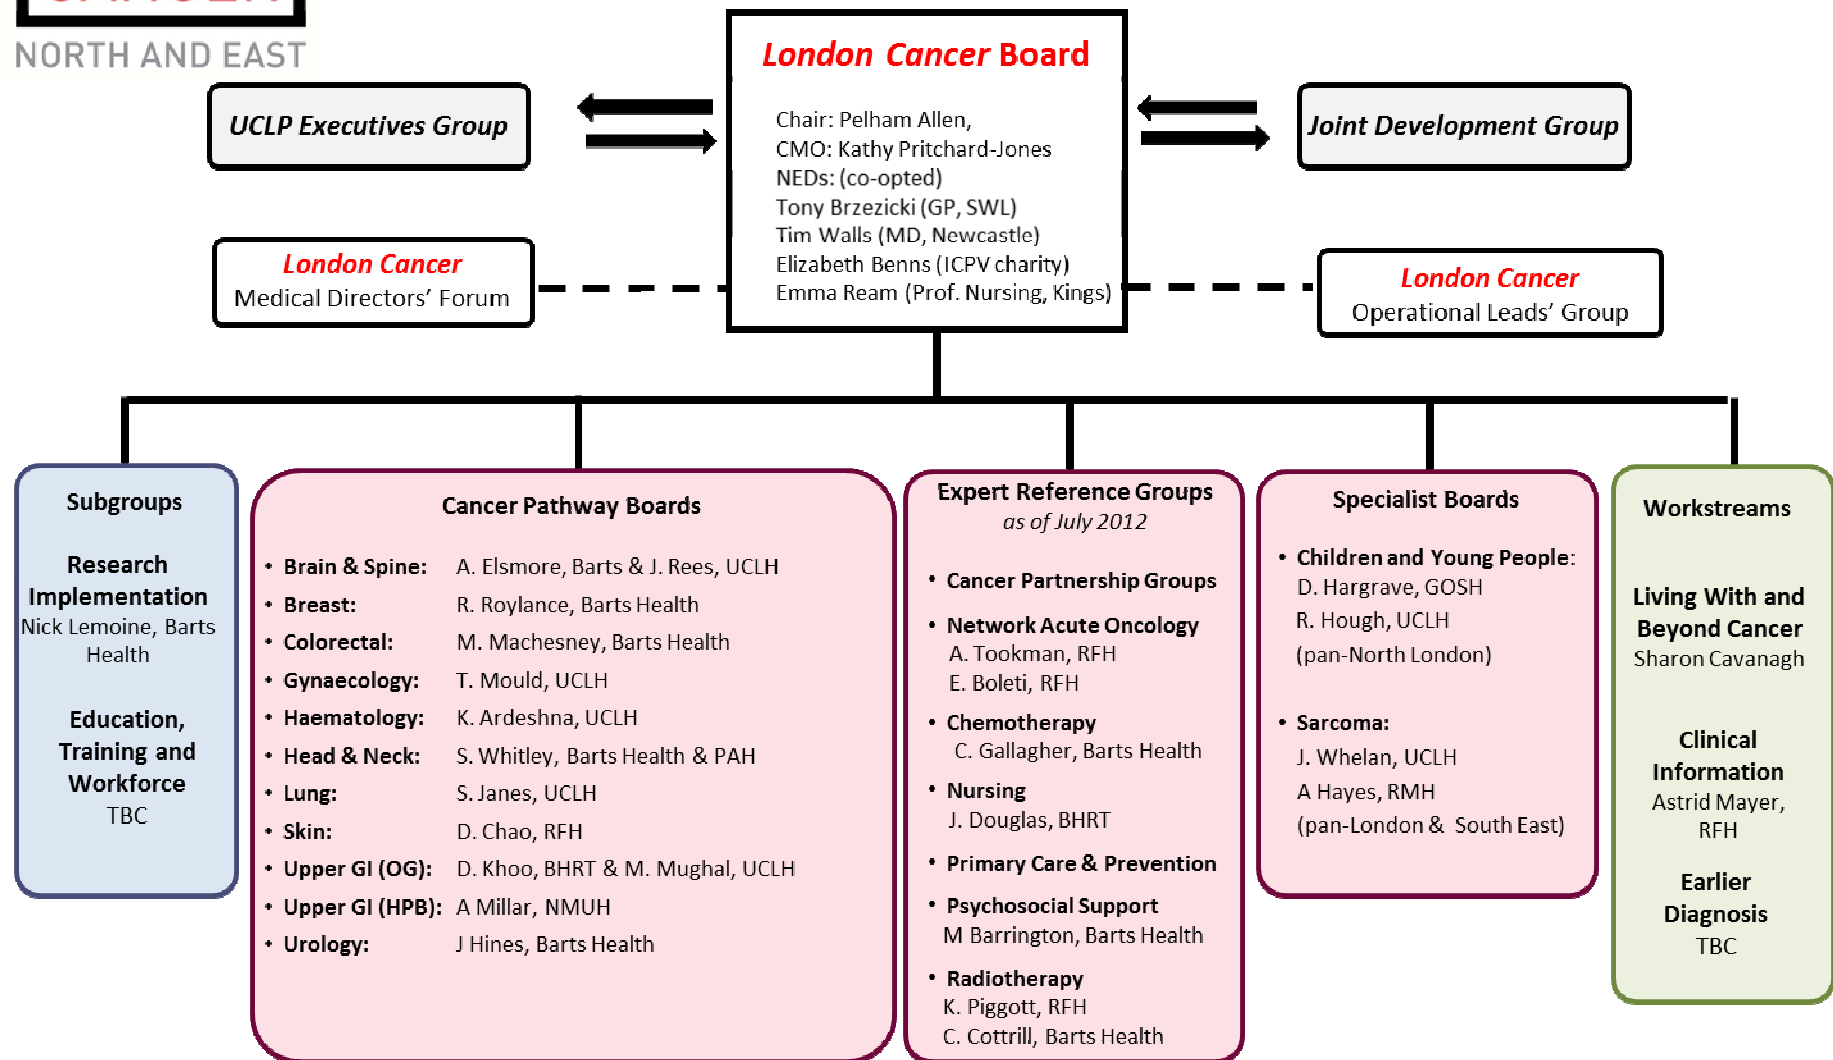 NORTH AND EAST
London Cancer Board
Chair: Pelham Allen,
CMO: Kathy Pritchard-Jones
NEDs: (co-opted)
Tony Brzezicki (GP, SWL)
Tim Walls (MD, Newcastle)
Elizabeth Benns (ICPV charity)
Emma Ream (Prof. Nursing, Kings)
UCLP Executives Group
Joint Development Group
London Cancer
Medical Directors’ Forum
London Cancer
Operational Leads’ Group
Subgroups
Research
Implementation
Nick Lemoine, Barts
Health
Education,
Training and
Workforce
TBC
Cancer Pathway Boards
• Brain & Spine: A. Elsmore, Barts & J. Rees, UCLH
• Breast: R. Roylance, Barts Health
• Colorectal: M. Machesney, Barts Health
• Gynaecology: T. Mould, UCLH
• Haematology: K. Ardeshna, UCLH
• Head & Neck: S. Whitley, Barts Health & PAH
• Lung: S. Janes, UCLH
• Skin: D. Chao, RFH
• Upper GI (OG): D. Khoo, BHRT & M. Mughal, UCLH
• Upper GI (HPB): A Millar, NMUH
• Urology: J Hines, Barts Health
Expert Reference Groups
as of July 2012
• Cancer Partnership Groups
• Network Acute Oncology
A. Tookman, RFH
E. Boleti, RFH
• Chemotherapy
C. Gallagher, Barts Health
• Nursing
J. Douglas, BHRT
• Primary Care & Prevention
• Psychosocial Support
M Barrington, Barts Health
• Radiotherapy
K. Piggott, RFH
C. Cottrill, Barts Health
Specialist Boards
• Children and Young People:
D. Hargrave, GOSH
R. Hough, UCLH
(pan-North London)
• Sarcoma:
J. Whelan, UCLH
A Hayes, RMH
(pan-London & South East)
Workstreams
Living With and
Beyond Cancer
Sharon Cavanagh
Clinical
Information
Astrid Mayer,
RFH
Earlier
Diagnosis
TBC